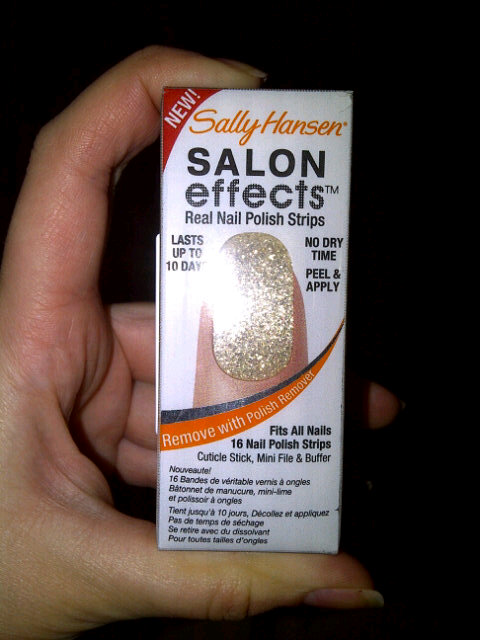 NEW!
Sally Hansen®
SALON
effects™
Real Nail Polish Strips
LASTS
UP TO
10 DAY
NO DRY
TIME
PEEL &
APPLY
Remove with Polish Remover
Fits All Nails
16 Nail Polish Strips
Cuticle Stick, Mini File & Buffer
Nouveauté!
16 Bandes de véritable vernis à ongles
Bâtonnet de manucure, mini-lime
et polissoir à ongles
Tient jusqu'à 10 jours, Décollez et appliquez
Pas de temps de séchage
Se retire avec du dissolvant
Pour toutes tailles d'ongles